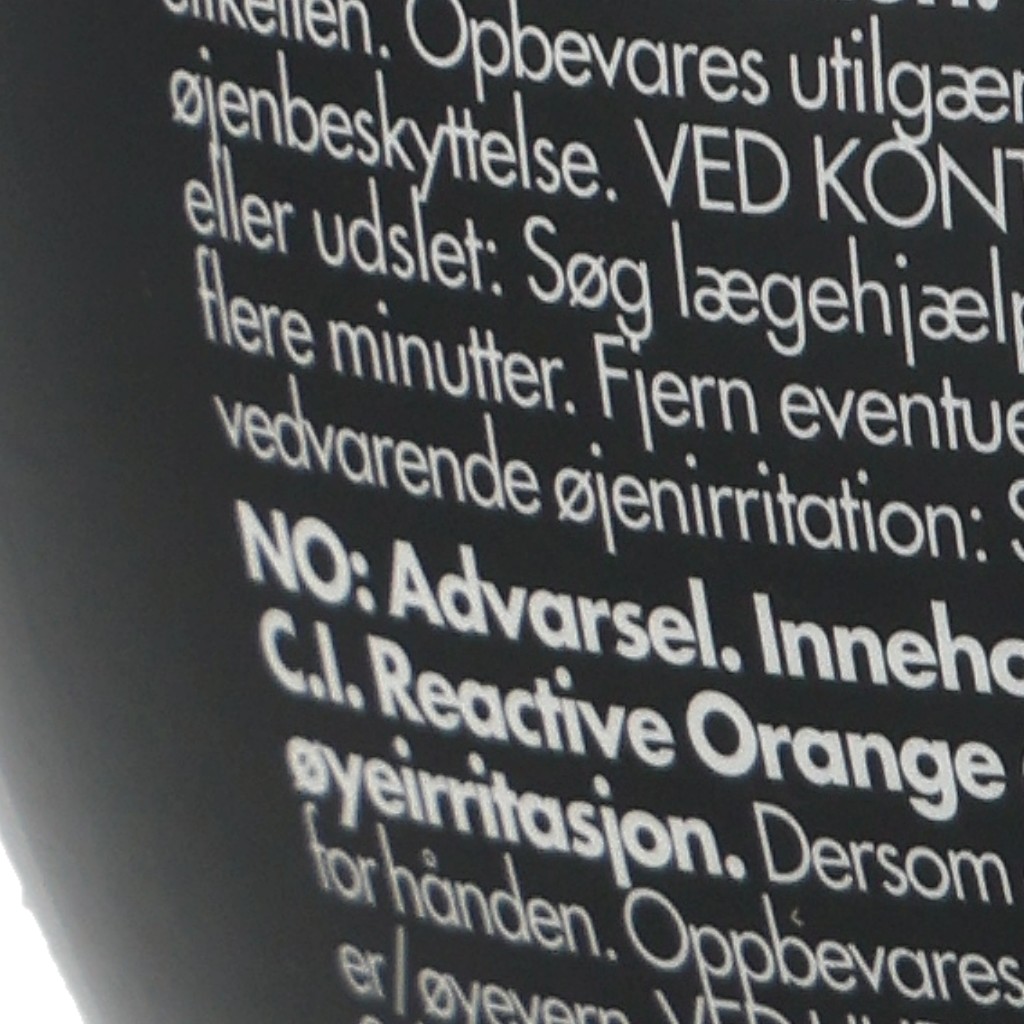 etiketten. Opbevares utilgæn
øjenbeskyttelse. VED KONT
eller udslet: Søg lægehjælp
flere minutter. Fjern eventue
vedvarende øjenirritation: S
NO: Advarsel. Inneho
C.I. Reactive Orange
øyeirritasjon. Dersom
for hånden. Oppbevares
er / øyevern. VED